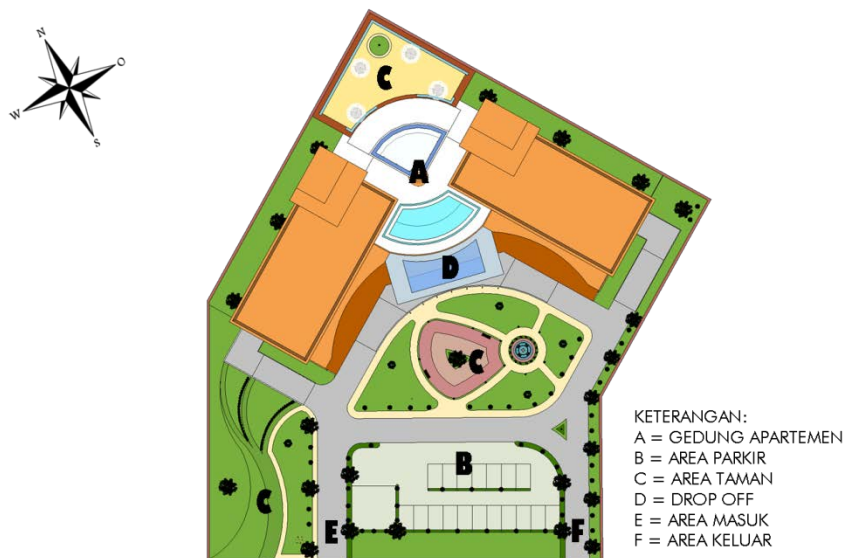 N
O
W
S
C
A
D
C
B
C
E
F
KETERANGAN:
A = GEDUNG APARTEMEN
B = AREA PARKIR
C = AREA TAMAN
D = DROP OFF
E = AREA MASUK
F = AREA KELUAR